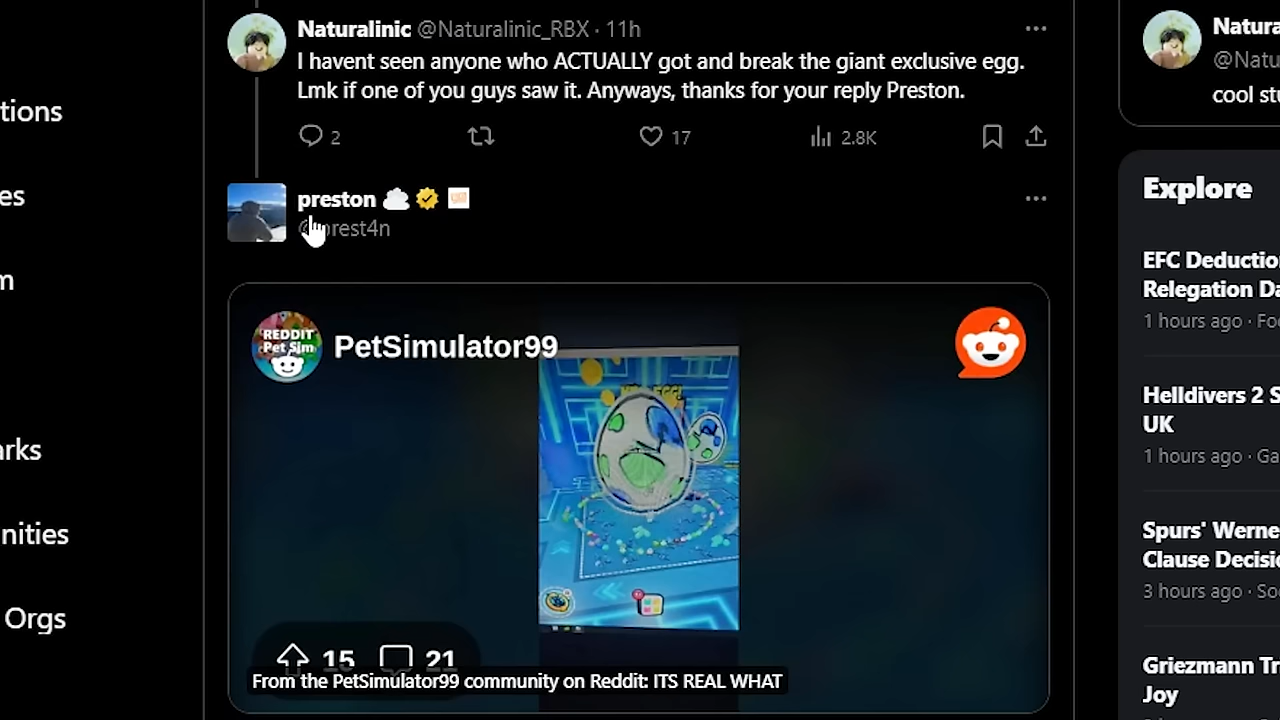 Naturalinic @Naturalinic_RBX · 11h
I havent seen anyone who ACTUALLY got and break the giant exclusive egg.
Lmk if one of you guys saw it. Anyways, thanks for your reply Preston.
2 17 2.8K
preston
@prest4n
REDDIT
Pet Sim
PetSimulator99
15 21
From the PetSimulator99 community on Reddit: ITS REAL WHAT
tions
es
m
arks
nities
Orgs
Natura
@Natu
cool stu
Explore
EFC Deductio
Relegation Da
1 hours ago · Foo
Helldivers 2 S
UK
1 hours ago · Ga
Spurs' Werne
Clause Decisio
3 hours ago · Soc
Griezmann Tr
Joy